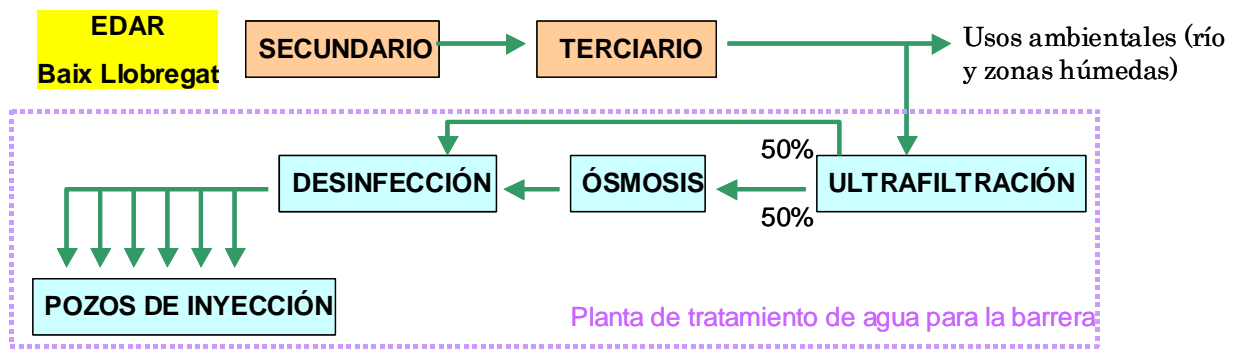 EDAR
Baix Llobregat
SECUNDARIO
TERCIARIO
Usos ambientales (río
y zonas húmedas)
50%
DESINFECCIÓN
ÓSMOSIS
ULTRAFILTRACIÓN
50%
POZOS DE INYECCIÓN
Planta de tratamiento de agua para la barrera